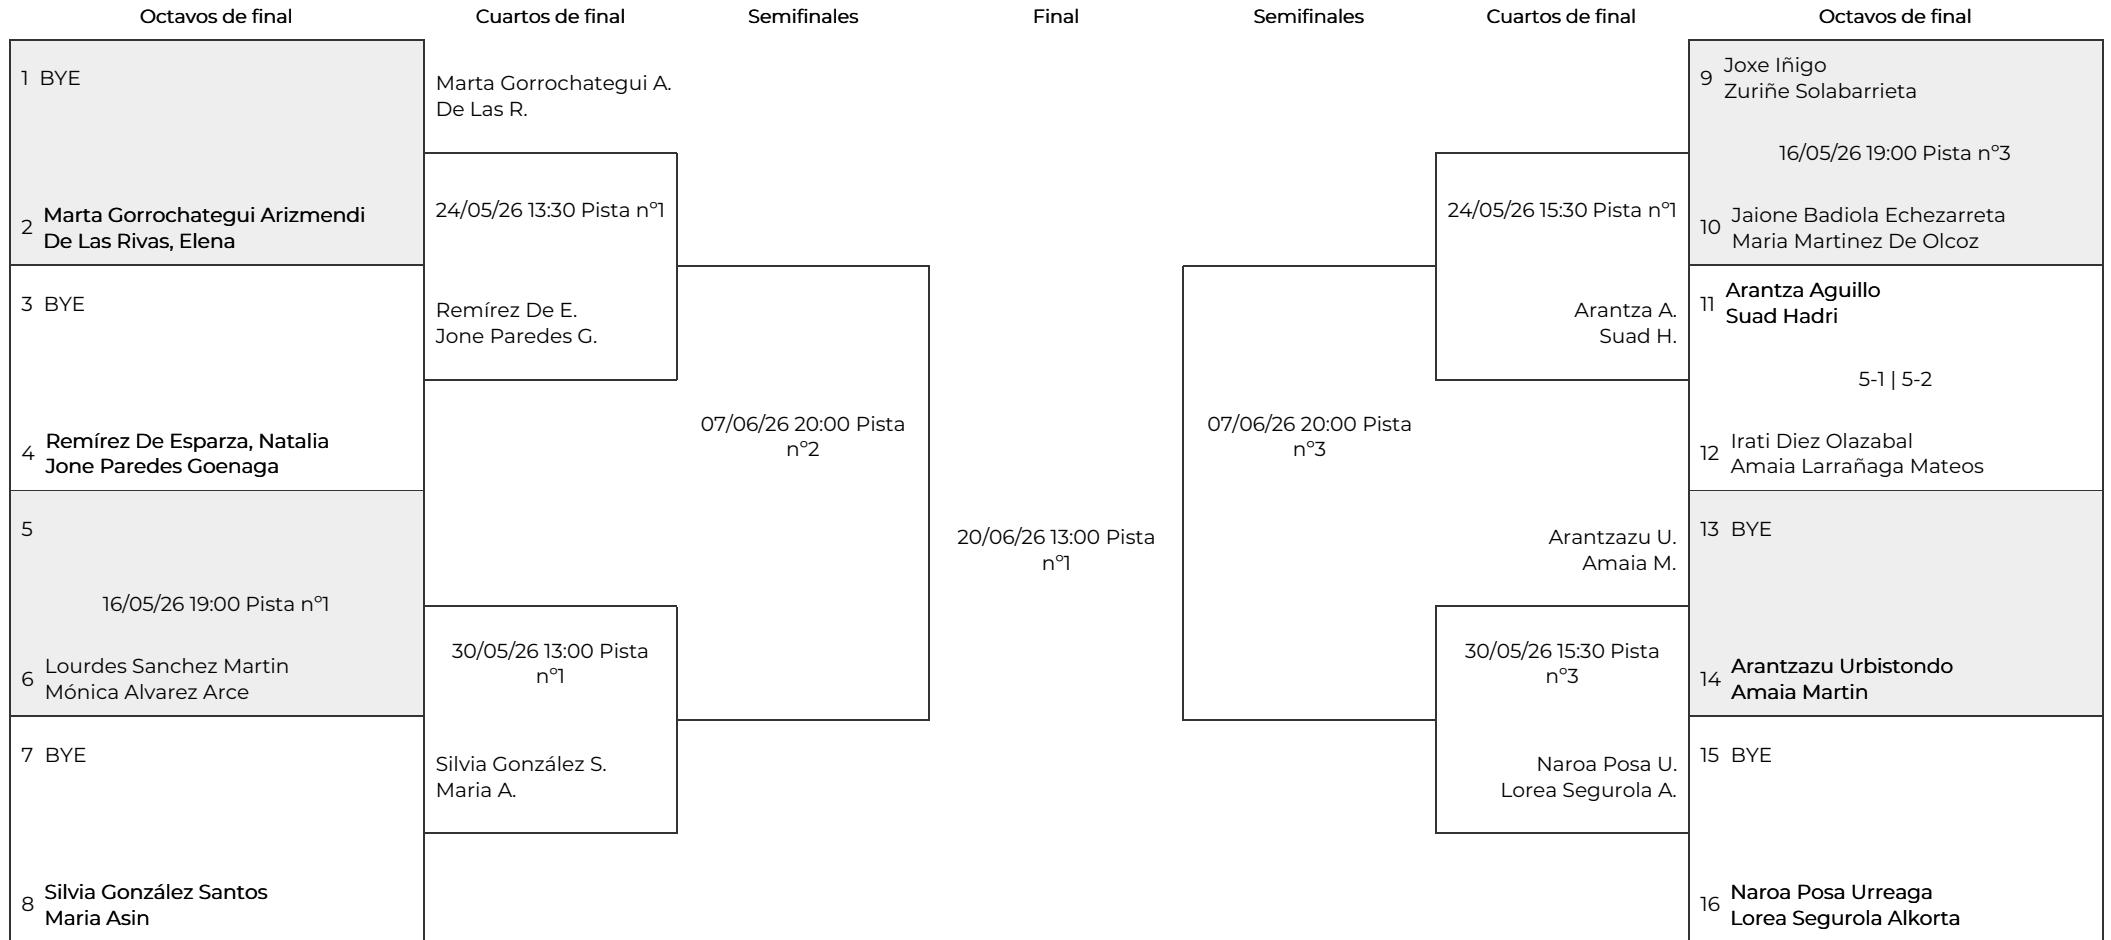 Octavos de final
Cuartos de final
Semifinales
Final
Semifinales
Cuartos de final
Octavos de final
1 BYE
2 Marta Gorrochategui Arizmendi
De Las Rivas, Elena
3 BYE
4 Remírez De Esparza, Natalia
Jone Paredes Goenaga
5
16/05/26 19:00 Pista nº1
6 Lourdes Sanchez Martin
Mónica Alvarez Arce
7 BYE
8 Silvia González Santos
Maria Asin
Marta Gorrochategui A.
De Las R.
24/05/26 13:30 Pista nº1
Remírez De E.
Jone Paredes G.
30/05/26 13:00 Pista
nº1
Silvia González S.
Maria A.
07/06/26 20:00 Pista
nº2
20/06/26 13:00 Pista
nº1
07/06/26 20:00 Pista
nº3
24/05/26 15:30 Pista nº1
Arantza A.
Suad H.
Arantzazu U.
Amaia M.
30/05/26 15:30 Pista
nº3
Naroa Posa U.
Lorea Segurola A.
9 Joxe Iñigo
Zuriñe Solabarrieta
16/05/26 19:00 Pista nº3
10 Jaione Badiola Echezarreta
Maria Martinez De Olcoz
11 Arantza Aguillo
Suad Hadri
5-1 | 5-2
12 Irati Diez Olazabal
Amaia Larrañaga Mateos
13 BYE
14 Arantzazu Urbistondo
Amaia Martin
15 BYE
16 Naroa Posa Urreaga
Lorea Segurola Alkorta